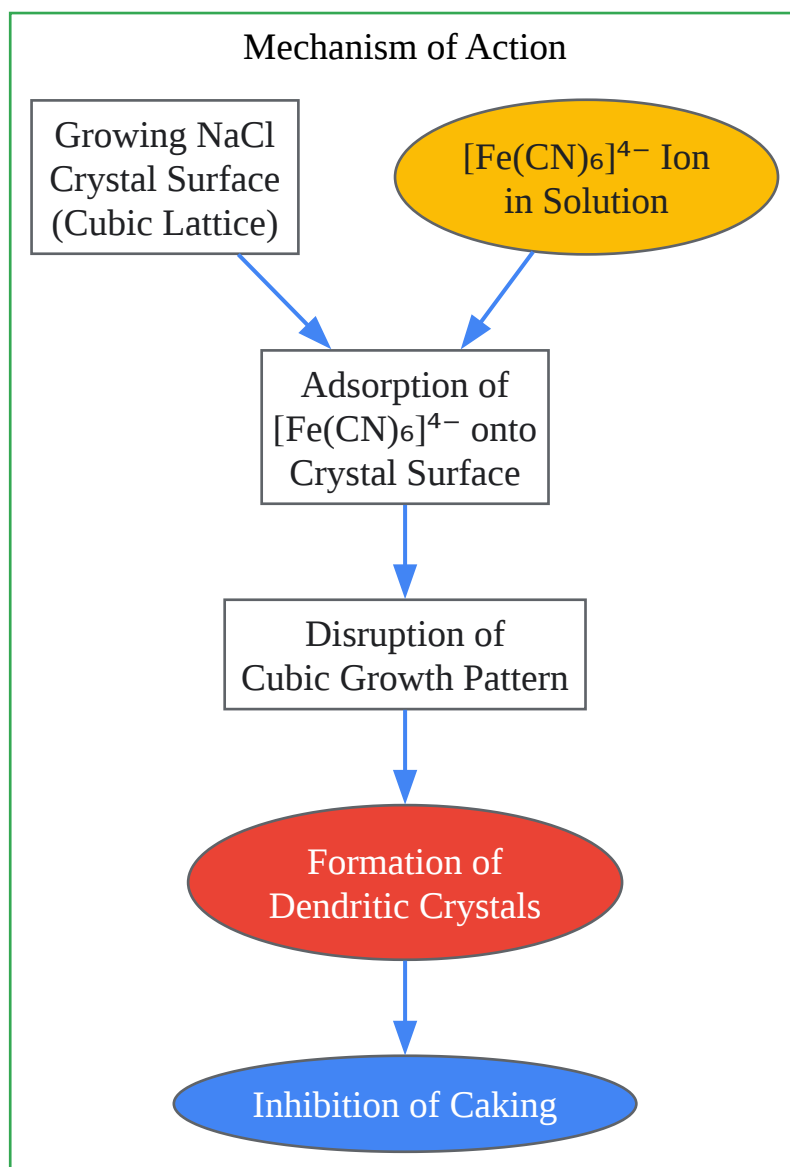 Mechanism of Action
Growing NaCl
Crystal Surface
(Cubic Lattice)
[Fe(CN)₆]⁴⁻ Ion
in Solution
Adsorption of
[Fe(CN)₆]⁴⁻ onto
Crystal Surface
Disruption of
Cubic Growth Pattern
Formation of
Dendritic Crystals
Inhibition of Caking